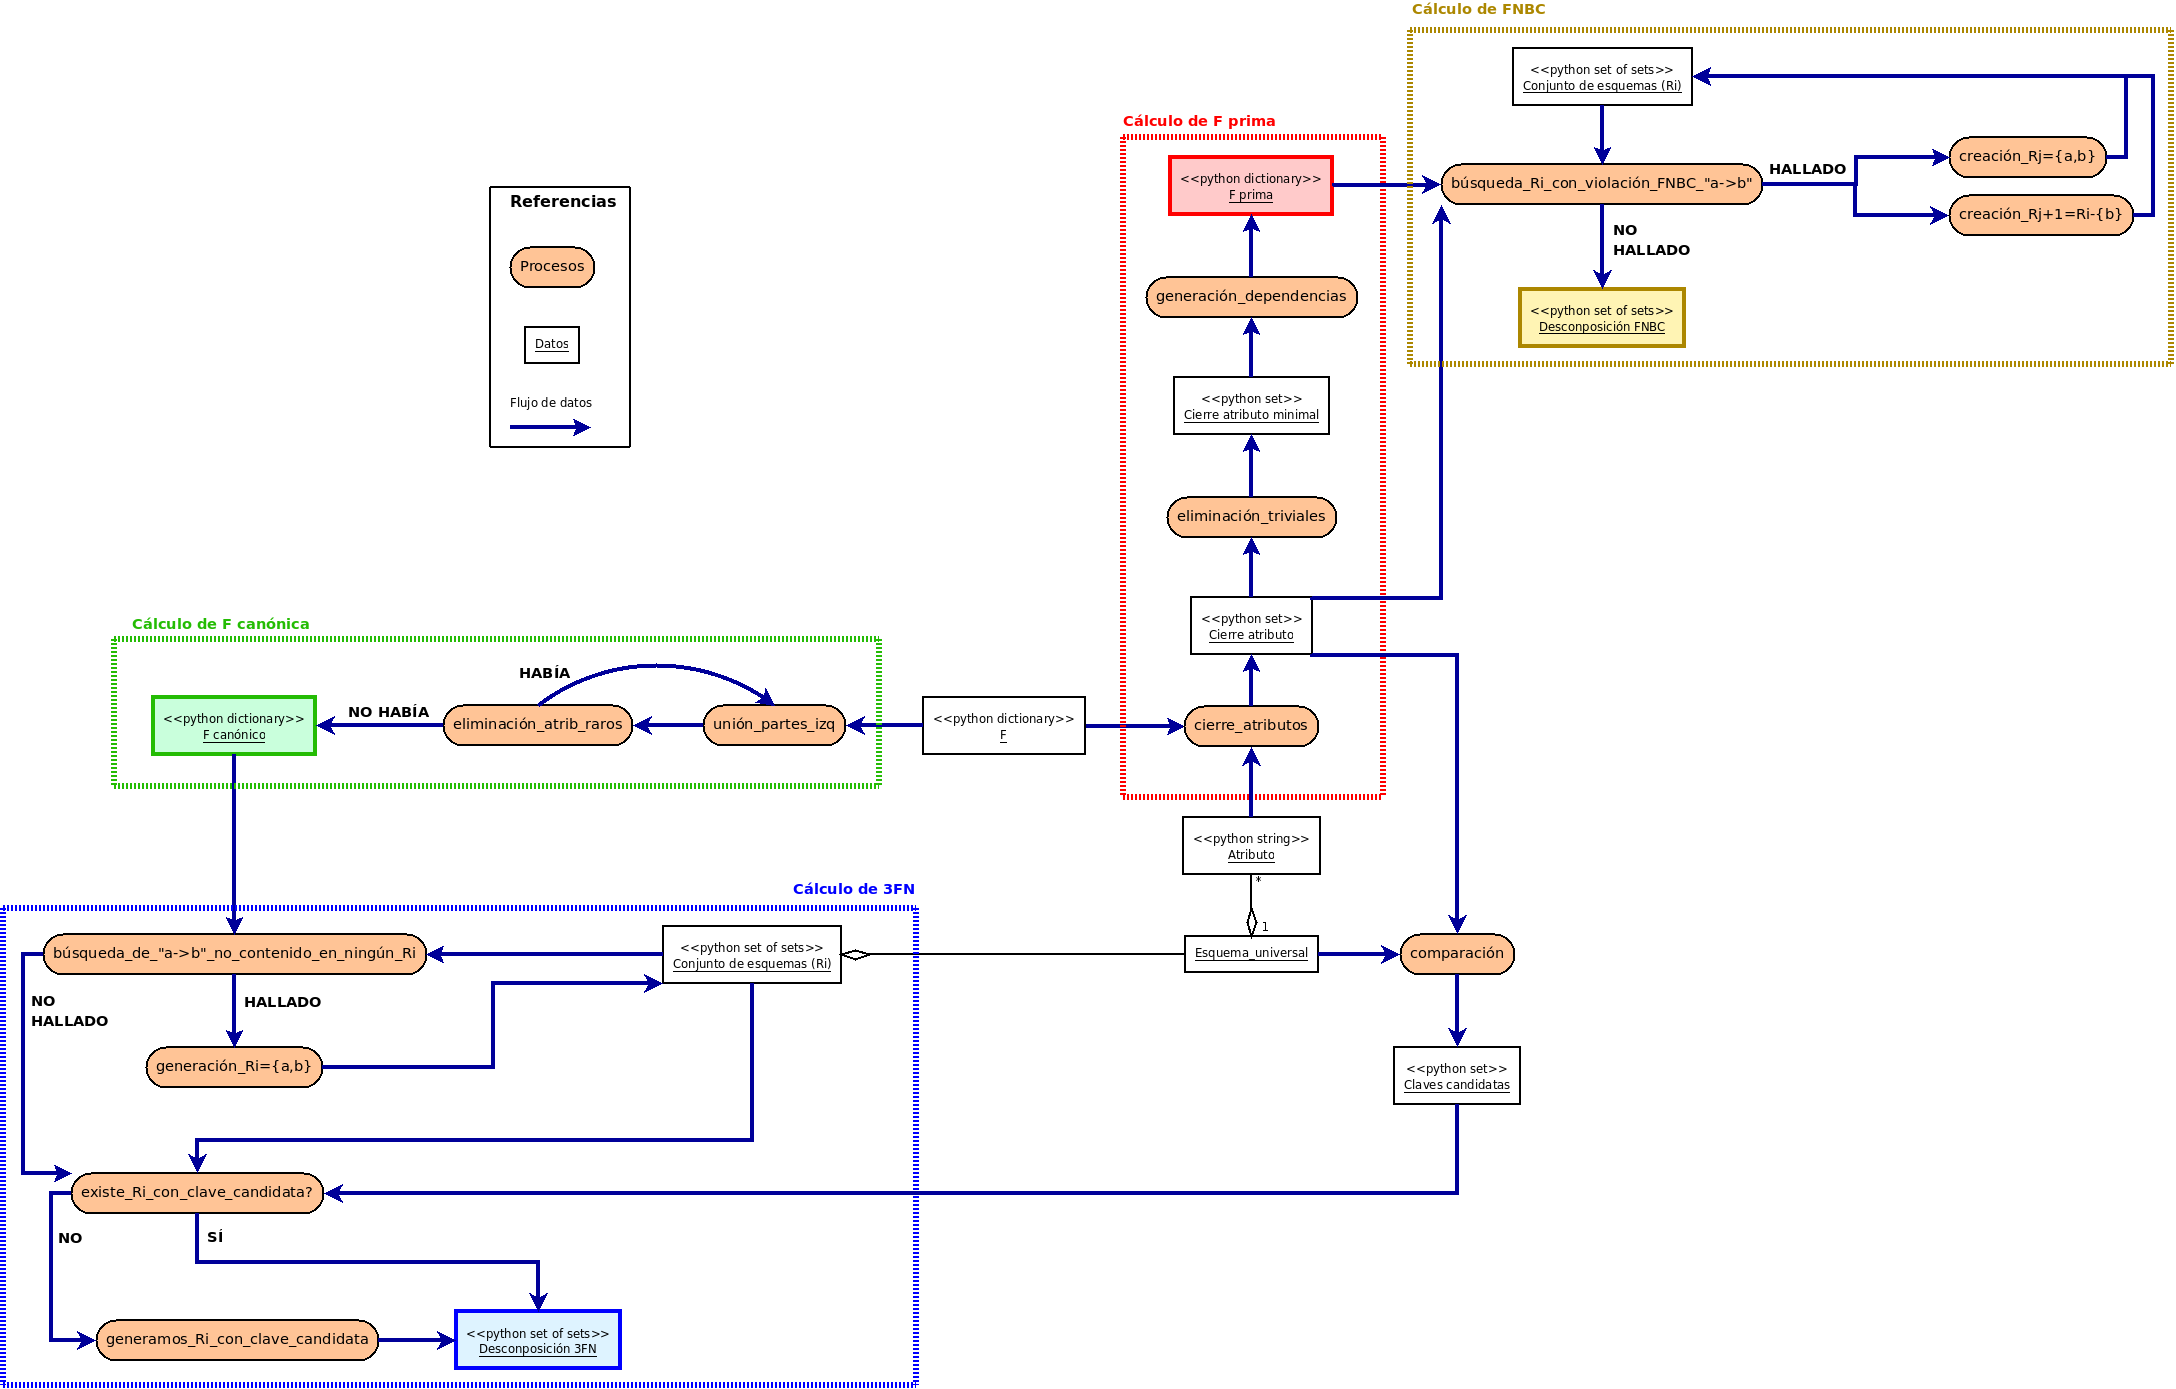 Cálculo de FNBC
<<python set of sets>>
Conjunto de esquemas (Ri)
búsqueda_Ri_con_violación_FNBC_"a->b"
HALLADO
creación_Rj={a,b}
creación_Rj+1=Ri-{b}
NO
HALLADO
<<python set of sets>>
Desconposición FNBC
Cálculo de F prima
<<python dictionary>>
F prima
generación_dependencias
<<python set>>
Cierre atributo minimal
eliminación_triviales
<<python set>>
Cierre atributo
cierre_atributos
Referencias
Procesos
Datos
Flujo de datos
Cálculo de F canónica
HABÍA
<<python dictionary>>
F canónico
NO HABÍA
eliminación_atrib_raros
unión_partes_izq
<<python dictionary>>
F
<<python string>>
Atributo
*
1
Esquema_universal
comparación
<<python set>>
Claves candidatas
Cálculo de 3FN
búsqueda_de_"a->b"_no_contenido_en_ningún_Ri
<<python set of sets>>
Conjunto de esquemas (Ri)
NO
HALLADO
HALLADO
generación_Ri={a,b}
existe_Ri_con_clave_candidata?
NO
SÍ
generamos_Ri_con_clave_candidata
<<python set of sets>>
Desconposición 3FN